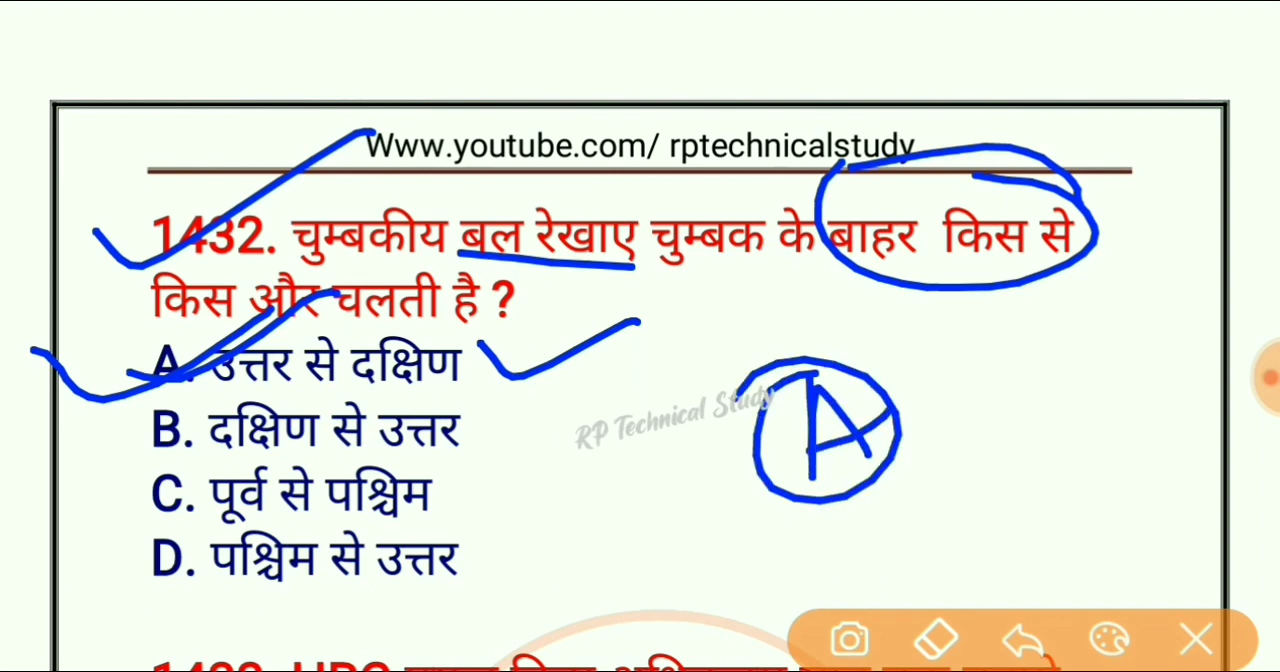 Www.youtube.com/ rptechnicalstudy
1432. चुम्बकीय बल रेखाए चुम्बक के बाहर किस से
किस और चलती है ?
A. उत्तर से दक्षिण
B. दक्षिण से उत्तर
RP Technical Study
A
C. पूर्व से पश्चिम
D. पश्चिम से उत्तर